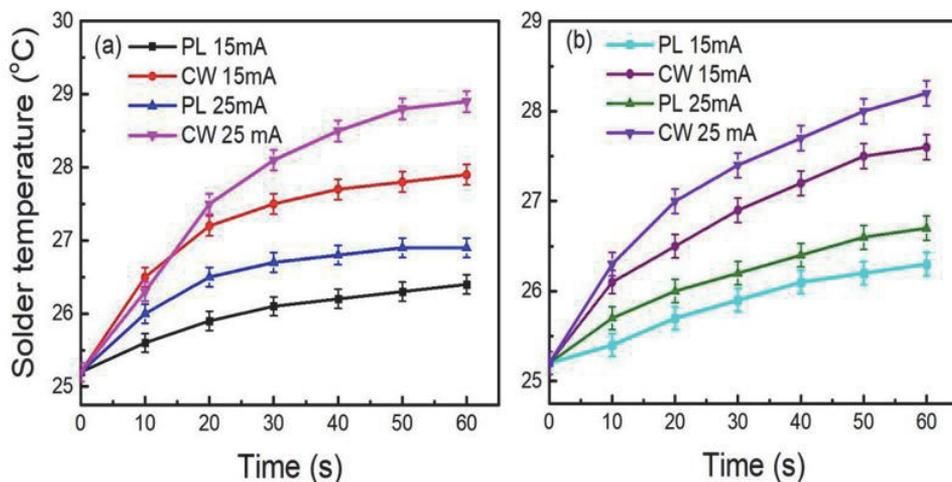 Solder temperature (°C)
30
29
28
27
26
25
(a)
PL 15mA
CW 15mA
PL 25mA
CW 25 mA
0 10 20 30 40 50 60
Time (s)
29
28
27
26
25
(b)
PL 15mA
CW 15mA
PL 25mA
CW 25 mA
0 10 20 30 40 50 60
Time (s)